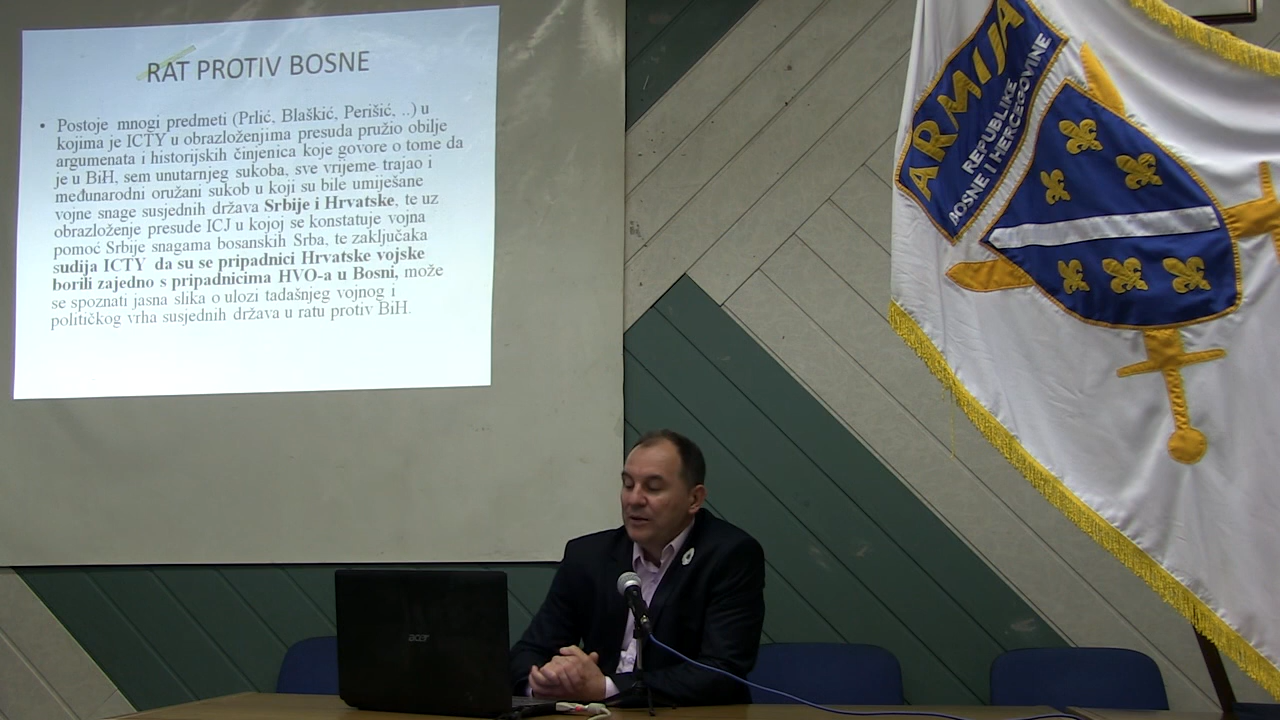 RAT PROTIV BOSNE
• Postoje mnogi predmeti (Prlić, Blaškić, Perišić, ..) u
kojima je ICTY u obrazloženjima presuda pružio obilje
argumenata i historijskih činjenica koje govore o tome da
je u BiH, sem unutarnjeg sukoba, sve vrijeme trajao i
međunarodni oružani sukob u koji su bile umiješane
vojne snage susjednih država Srbije i Hrvatske, te uz
obrazloženje presude ICJ u kojoj se konstatuje vojna
pomoć Srbije snagama bosanskih Srba, te zaključaka
sudija ICTY da su se pripadnici Hrvatske vojske
borili zajedno s pripadnicima HVO-a u Bosni, može
se spoznati jasna slika o ulozi tadašnjeg vojnog i
političkog vrha susjednih država u ratu protiv BiH.
ARMIJA
REPUBLIKE
BOSNE I HERCEGOVINE
acer